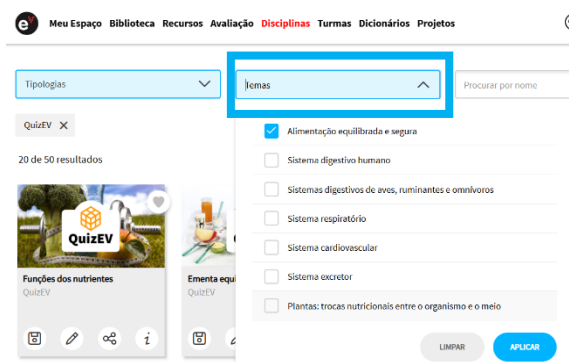 eV Meu Espaço Biblioteca Recursos Avaliação Disciplinas Turmas Dicionários Projetos
Tipologias Temas Procurar por nome
QuizEV X
Alimentação equilibrada e segura
20 de 50 resultados
Sistema digestivo humano
Sistemas digestivos de aves, ruminantes e omnívoros
Sistema respiratório
QuizEV
Sistema cardiovascular
Funções dos nutrientes Ementa equi
Sistema excretor
QuizEV QuizEV
Plantas: trocas nutricionais entre o organismo e o meio
LIMPAR APLICAR